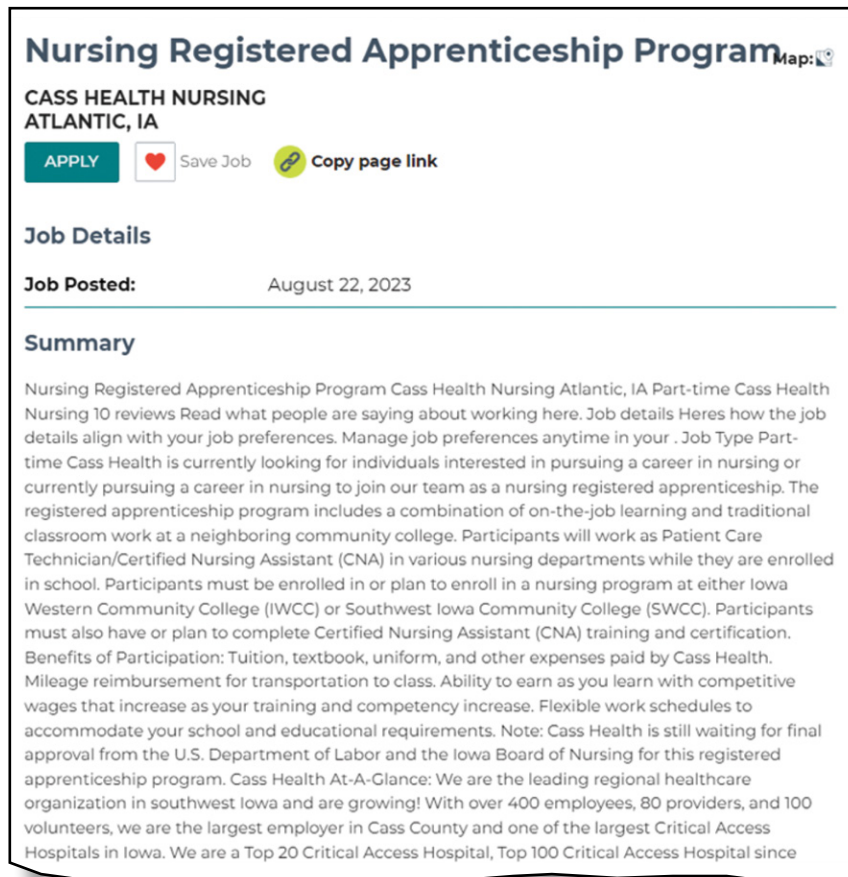 Nursing Registered Apprenticeship Program
Map:
CASS HEALTH NURSING
ATLANTIC, IA
APPLY Save Job Copy page link
Job Details
Job Posted: August 22, 2023
Summary
Nursing Registered Apprenticeship Program Cass Health Nursing Atlantic, IA Part-time Cass Health
Nursing 10 reviews Read what people are saying about working here. Job details Heres how the job
details align with your job preferences. Manage job preferences anytime in your . Job Type Part-
time Cass Health is currently looking for individuals interested in pursuing a career in nursing or
currently pursuing a career in nursing to join our team as a nursing registered apprenticeship. The
registered apprenticeship program includes a combination of on-the-job learning and traditional
classroom work at a neighboring community college. Participants will work as Patient Care
Technician/Certified Nursing Assistant (CNA) in various nursing departments while they are enrolled
in school. Participants must be enrolled in or plan to enroll in a nursing program at either Iowa
Western Community College (IWCC) or Southwest Iowa Community College (SWCC). Participants
must also have or plan to complete Certified Nursing Assistant (CNA) training and certification.
Benefits of Participation: Tuition, textbook, uniform, and other expenses paid by Cass Health.
Mileage reimbursement for transportation to class. Ability to earn as you learn with competitive
wages that increase as your training and competency increase. Flexible work schedules to
accommodate your school and educational requirements. Note: Cass Health is still waiting for final
approval from the U.S. Department of Labor and the Iowa Board of Nursing for this registered
apprenticeship program. Cass Health At-A-Glance: We are the leading regional healthcare
organization in southwest Iowa and are growing! With over 400 employees, 80 providers, and 100
volunteers, we are the largest employer in Cass County and one of the largest Critical Access
Hospitals in Iowa. We are a Top 20 Critical Access Hospital, Top 100 Critical Access Hospital since